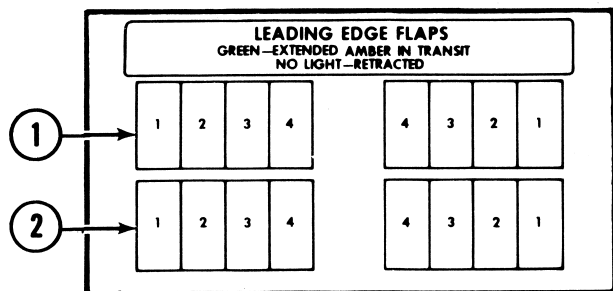 LEADING EDGE FLAPS
GREEN—EXTENDED AMBER IN TRANSIT
NO LIGHT—RETRACTED
1 1 2 3 4 4 3 2 1
2 1 2 3 4 4 3 2 1